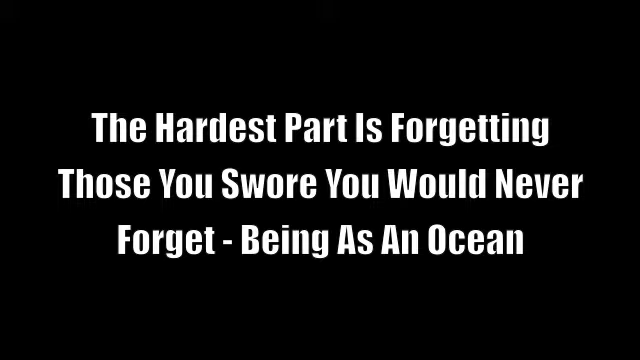 The Hardest Part Is Forgetting
Those You Swore You Would Never
Forget - Being As An Ocean